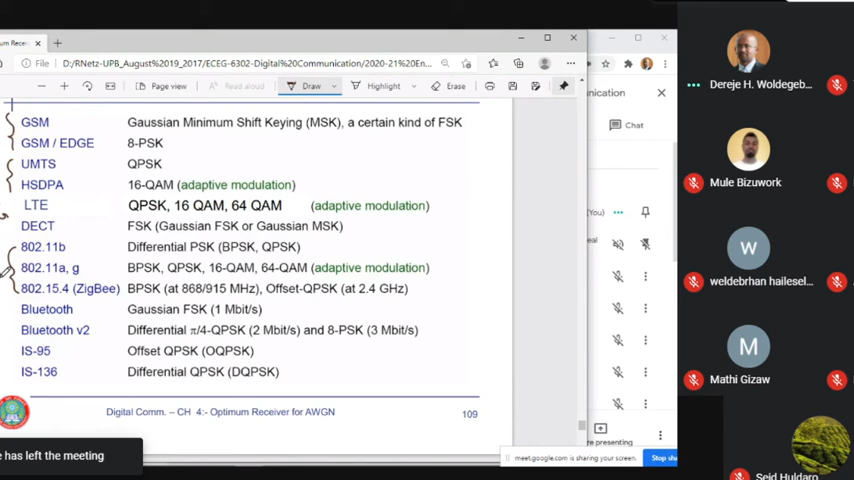 mum Receiv
File
D:/RNetz-UPB_August%2019_2017/ECEG-6302-Digital%20Communication/2020-21%20En...
Page view
Read aloud
Draw
Highlight
Erase
GSM Gaussian Minimum Shift Keying (MSK), a certain kind of FSK
GSM / EDGE 8-PSK
UMTS QPSK
HSDPA 16-QAM (adaptive modulation)
LTE QPSK, 16 QAM, 64 QAM (adaptive modulation)
DECT FSK (Gaussian FSK or Gaussian MSK)
802.11b Differential PSK (BPSK, QPSK)
802.11a, g BPSK, QPSK, 16-QAM, 64-QAM (adaptive modulation)
802.15.4 (ZigBee) BPSK (at 868/915 MHz), Offset-QPSK (at 2.4 GHz)
Bluetooth Gaussian FSK (1 Mbit/s)
Bluetooth v2 Differential π/4-QPSK (2 Mbit/s) and 8-PSK (3 Mbit/s)
IS-95 Offset QPSK (OQPSK)
IS-136 Differential QPSK (DQPSK)
Digital Comm. – CH 4:- Optimum Receiver for AWGN 109
e has left the meeting
nication
Chat
(You)
eal
re presenting
meet.google.com is sharing your screen.
Stop sha
Dereje H. Woldegeb...
Mule Bizuwork
weldebrhan hailesel...
M
Mathi Gizaw
Seid Huldaro